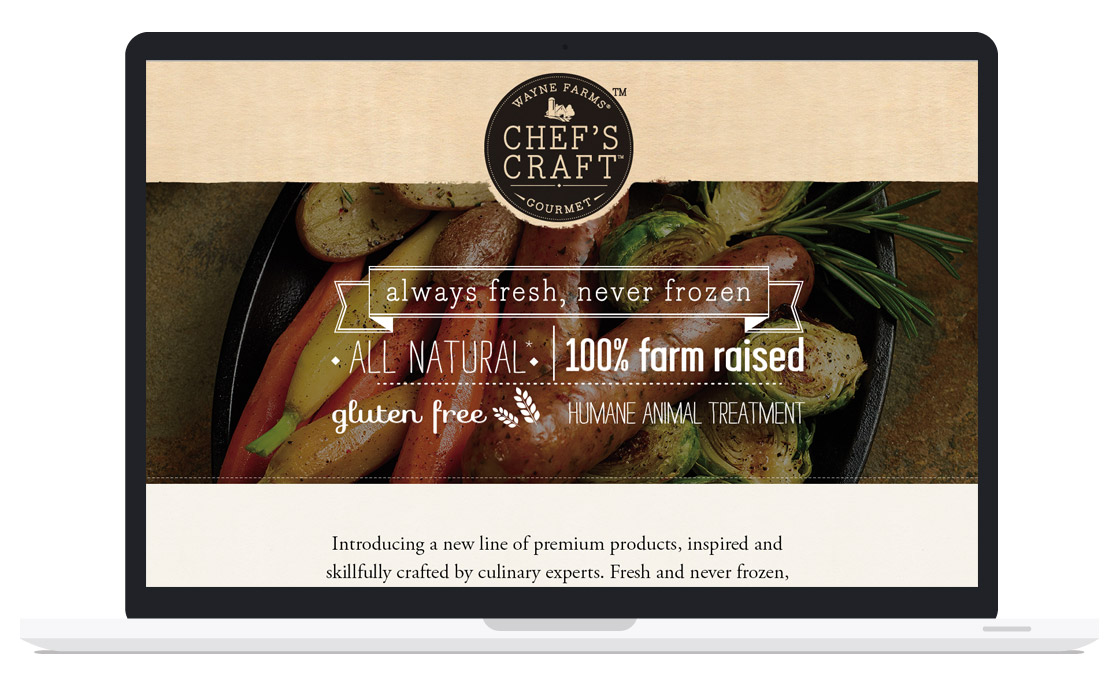 WAYNE FARMS®
CHEF'S
CRAFT™
GOURMET
TM
always fresh, never frozen
ALL NATURAL*
100% farm raised
gluten free
HUMANE ANIMAL TREATMENT
Introducing a new line of premium products, inspired and
skillfully crafted by culinary experts. Fresh and never frozen,